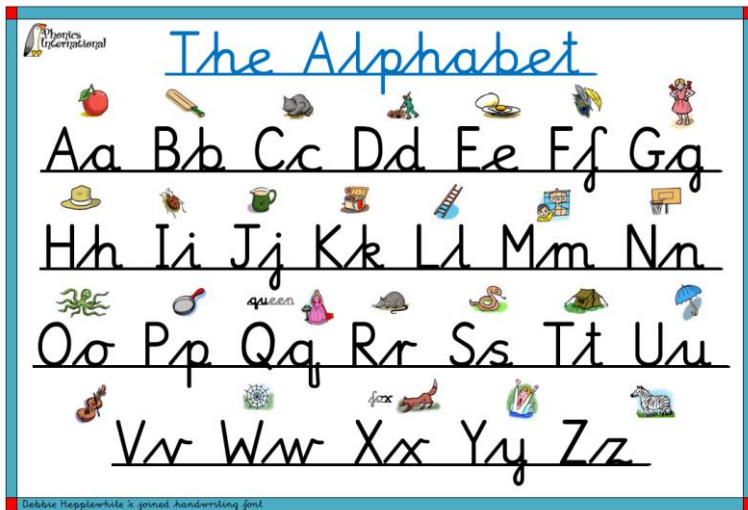 Phonics
International
The Alphabet
Aa Bb Cc Dd Ee Ff Gg
Hh Ii Jj Kk Ll Mm Nn
queen
Oo Pp Qq Rr Ss Tt Uu
fox
Vv Ww Xx Yy Zz
Debbie Hepplewhite's joined handwriting font